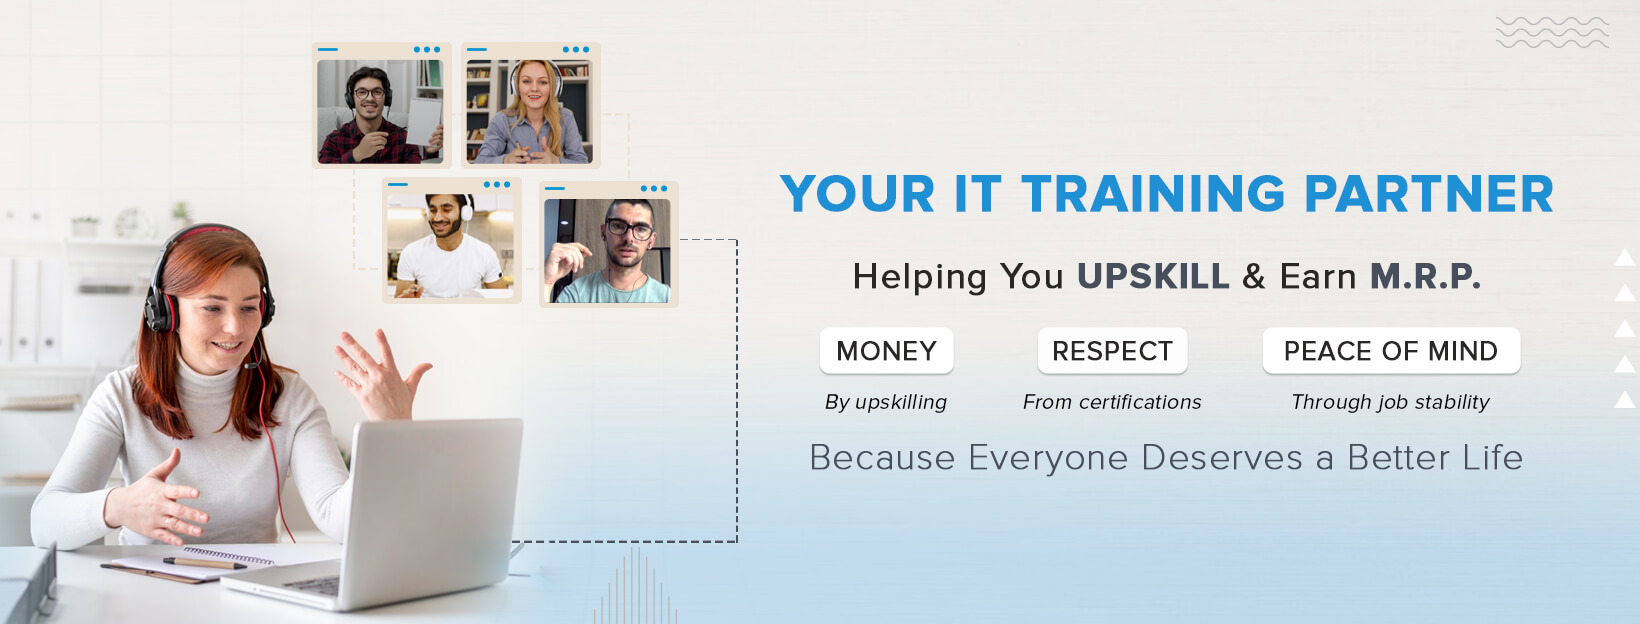 YOUR IT TRAINING PARTNER
Helping You UPSKILL & Earn M.R.P.
MONEY RESPECT PEACE OF MIND
By upskilling From certifications Through job stability
Because Everyone Deserves a Better Life